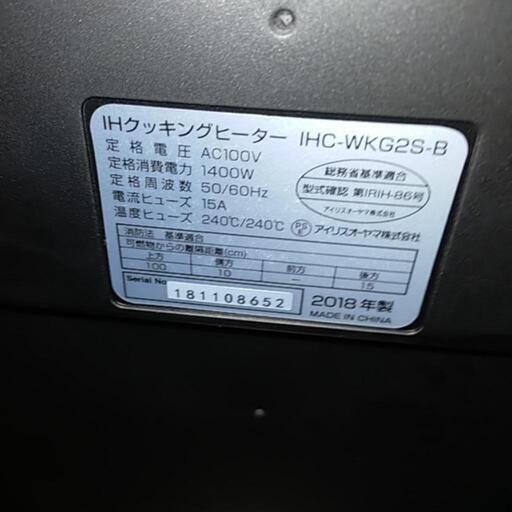 IHクッキングヒーター IHC-WKG2S-B
定格電圧 AC100V
定格消費電力 1400W
定格周波数 50/60Hz
電流ヒューズ 15A
温度ヒューズ 240℃/240℃
総務省基準適合
型式確認 第IRIH-86号
アイリスオーヤマ株式会社
PSE アイリスオーヤマ株式会社
消防法 基準適合
可燃物からの離隔距離(cm)
上方 側方 前方 後方
100 10 — 15
Serial No. 181108652
2018年製
MADE IN CHINA